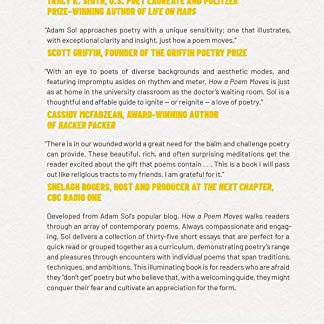 TRACY K. SMITH, U.S. POET LAUREATE AND PULITZER
PRIZE–WINNING AUTHOR OF LIFE ON MARS
“Adam Sol approaches poetry with a unique sensitivity; one that illustrates,
with exceptional clarity and insight, just how a poem moves.”
SCOTT GRIFFIN, FOUNDER OF THE GRIFFIN POETRY PRIZE
“With an eye to poets of diverse backgrounds and aesthetic modes, and
featuring impromptu asides on rhythm and meter, How a Poem Moves is just
as at home in the university classroom as the doctor’s waiting room. Sol is a
thoughtful and affable guide to ignite — or reignite — a love of poetry.”
CASSIDY McFADZEAN, AWARD-WINNING AUTHOR
OF HACKER PACKER
“There is in our wounded world a great need for the balm and challenge poetry
can provide. These beautiful, rich, and often surprising meditations get the
reader excited about the gift that poems contain . . . This is a book I will pass
out like religious tracts to my friends. I am grateful for it.”
SHELAGH ROGERS, HOST AND PRODUCER AT THE NEXT CHAPTER,
CBC RADIO ONE
Developed from Adam Sol’s popular blog, How a Poem Moves walks readers
through an array of contemporary poems. Always compassionate and engag-
ing, Sol delivers a collection of thirty-five short essays that are perfect for a
quick read or grouped together as a curriculum, demonstrating poetry’s range
and pleasures through encounters with individual poems that span traditions,
techniques, and ambitions. This illuminating book is for readers who are afraid
they “don’t get” poetry but who believe that, with a welcoming guide, they might
conquer their fear and cultivate an appreciation for the form.